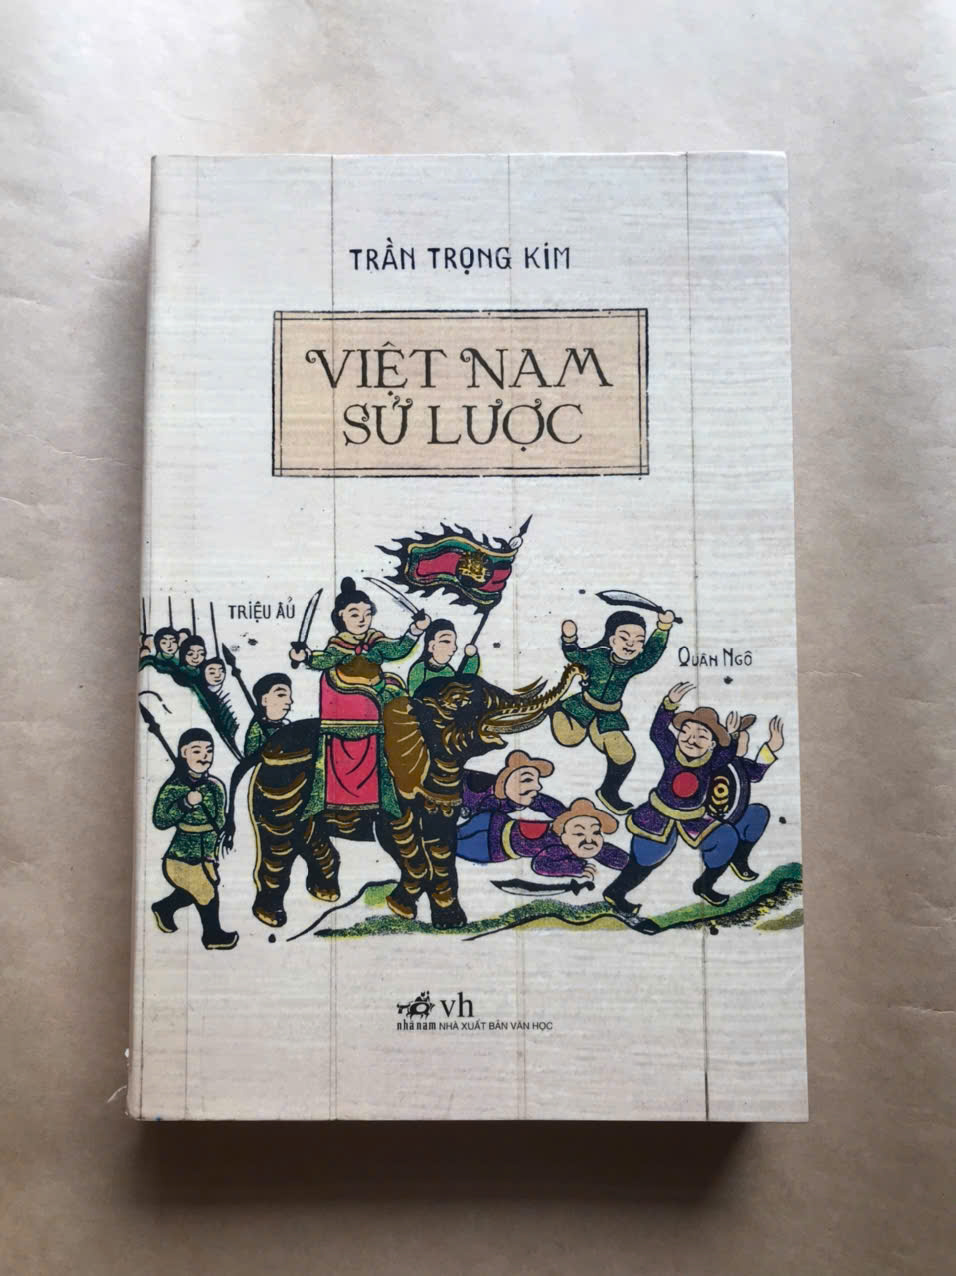 TRẦN TRỌNG KIM
VIỆT NAM
SỬ LƯỢC
TRIỆU ẨU
QUÂN NGÔ
vh
nhã nam NHÀ XUẤT BẢN VĂN HỌC